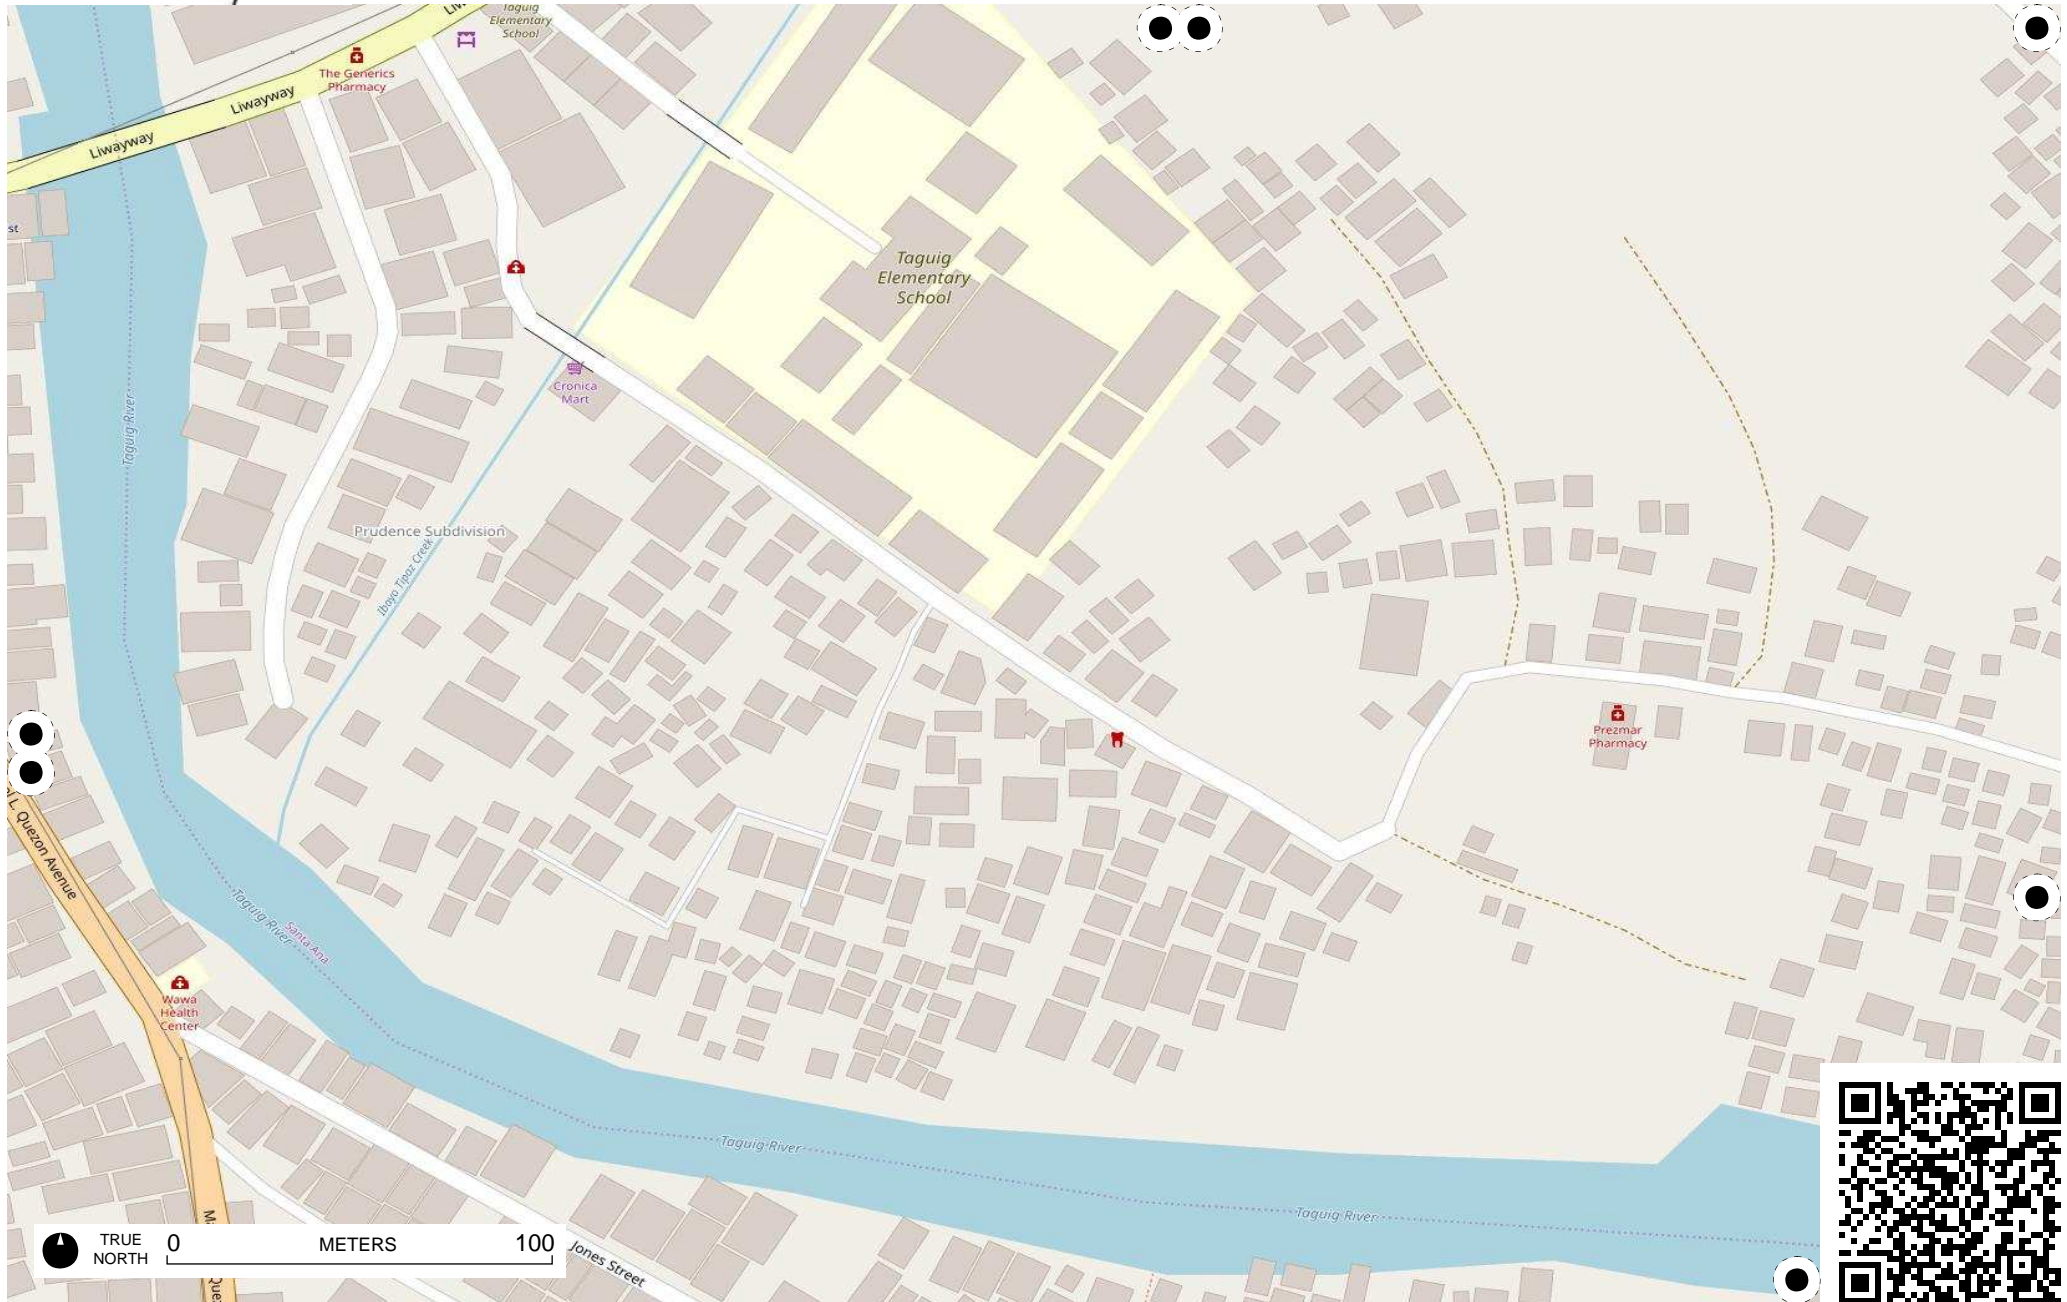 Taguig
Elementary
School
The Generics
Pharmacy
Liwayway
Liwayway
st
Taguig
Elementary
School
Cronica
Mart
Taguig River
Prudence Subdivision
Ibayo Tipaz Creek
Prezmar
Pharmacy
L. Quezon Avenue
Taguig River
Santa Ana
Wawa
Health
Center
Taguig River
Taguig River
TRUE
NORTH
0 METERS 100
Jones Street